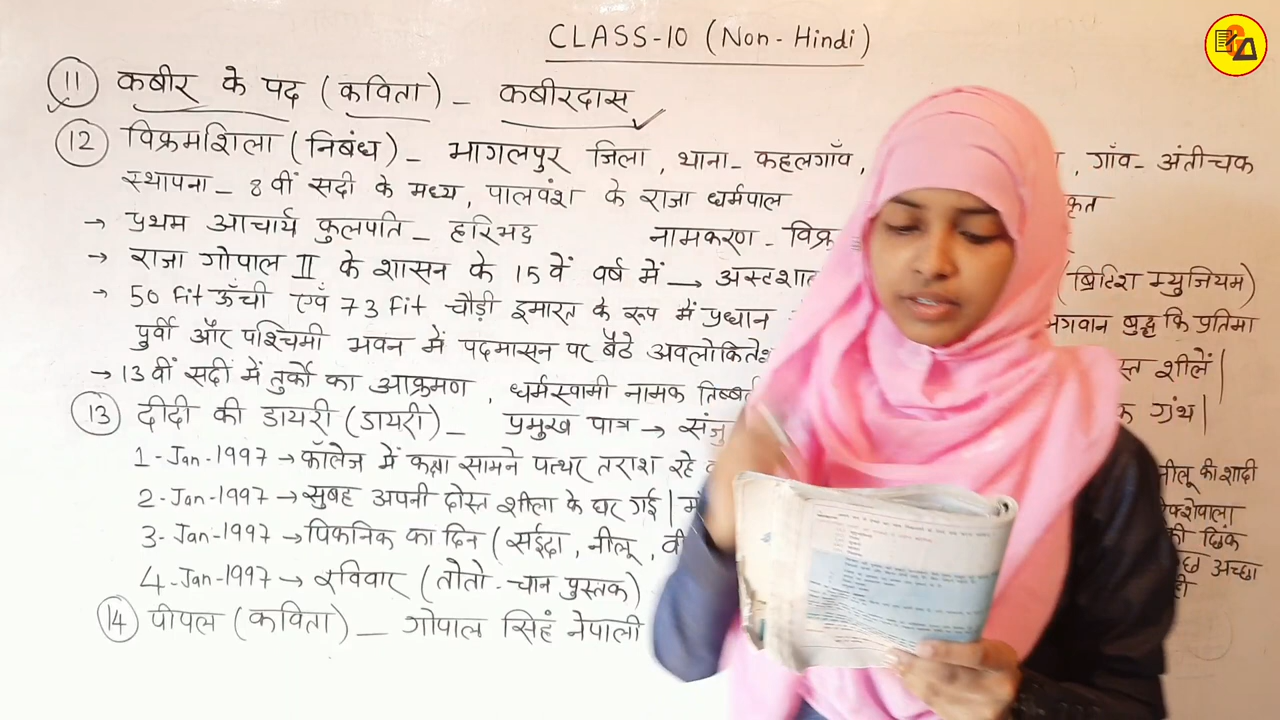 CLASS-10 (Non-Hindi)
11 कबीर के पद (कविता) - कबीरदास
12 विक्रमशिला (निबंध) - भागलपुर जिला, थाना - कहलगाँव, , गाँव - अंतीचक
स्थापना - 8 वीं सदी के मध्य, पालवंश के राजा धर्मपाल कृत
→ प्रथम आचार्य कुलपति - हरिभद्र नामकरण - विक्र
→ राजा गोपाल II के शासन के 15 वें वर्ष में → अस्टशा (ब्रिटिश म्युजियम)
→ 50 fit ऊँची एवं 73 fit चौड़ी इमारत के रूप में प्रधान भगवान बुद्ध कि प्रतिमा
पुर्वी और पश्चिमी भवन में पदमासन पर बैठे अवलोकितेश स्त शीलें|
→ 13 वीं सदी में तुर्को का आक्रमण, धर्मस्वामी नामक तिब्बत क ग्रंथ|
13 दीदी की डायरी (डायरी) - प्रमुख पात्र → संजु
1-Jan-1997 → कॉलेज में कक्षा सामने पत्थर तराश रहे नीलू की शादी
2-Jan-1997 → सुबह अपनी दोस्त शीला के घर गई| रिक्शेवाला
3-Jan-1997 → पिकनिक का दिन (सईदा, नीलू, की छिक
4-Jan-1997 → रविवार (तोतो-चान पुस्तक) अच्छा
14 पीपल (कविता) - गोपाल सिंह नेपाली